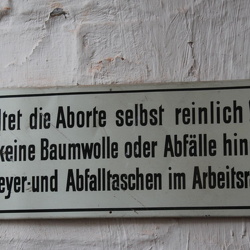 ltet die Aborte selbst reinlich
keine Baumwolle oder Abfälle hin
eyer-und Abfalltaschen im Arbeitsr